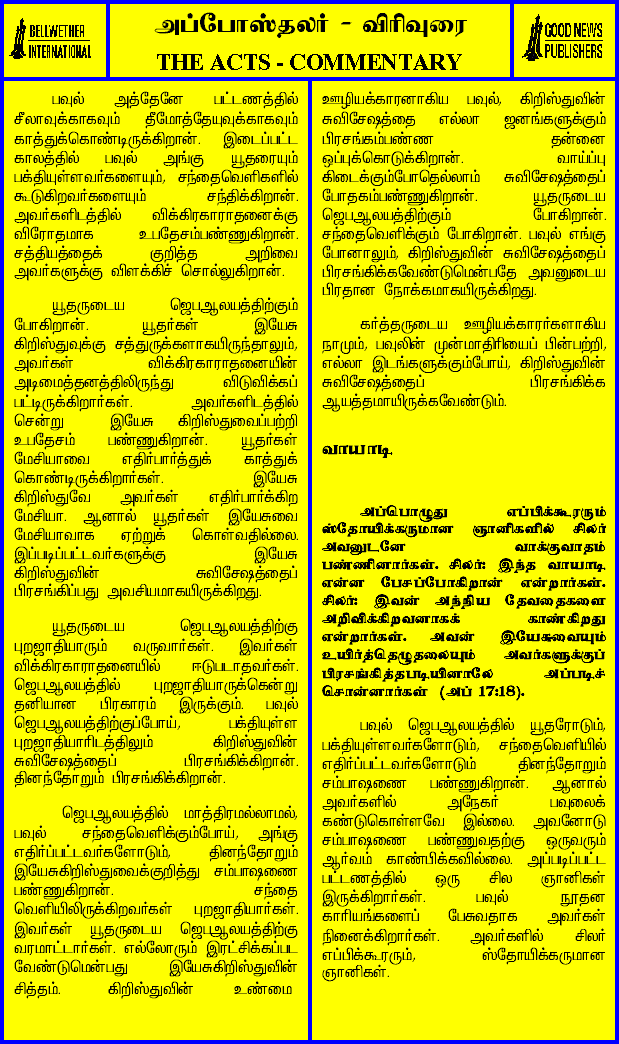 BELLWETHER
INTERNATIONAL
அப்போஸ்தலர் - விரிவுரை
THE ACTS - COMMENTARY
GOOD NEWS
PUBLISHERS
பவுல் அத்தேனே பட்டணத்தில்
சீலாவுக்காகவும் தீமோத்தேயுவுக்காகவும்
காத்துக்கொண்டிருக்கிறான். இடைப்பட்ட
காலத்தில் பவுல் அங்கு யூதரையும்
பக்தியுள்ளவர்களையும், சந்தைவெளிகளில்
கூடுகிறவர்களையும் சந்திக்கிறான்.
அவர்களிடத்தில் விக்கிரகாராதனைக்கு
விரோதமாக உபதேசம்பண்ணுகிறான்.
சத்தியத்தைக் குறித்த அறிவை
அவர்களுக்கு விளக்கிச் சொல்லுகிறான்.
யூதருடைய ஜெபஆலயத்திற்கும்
போகிறான். யூதர்கள் இயேசு
கிறிஸ்துவுக்கு சத்துருக்களாகயிருந்தாலும்,
அவர்கள் விக்கிரகாராதனையின்
அடிமைத்தனத்திலிருந்து விடுவிக்கப்
பட்டிருக்கிறார்கள். அவர்களிடத்தில்
சென்று இயேசு கிறிஸ்துவைப்பற்றி
உபதேசம் பண்ணுகிறான். யூதர்கள்
மேசியாவை எதிர்பார்த்துக் காத்துக்
கொண்டிருக்கிறார்கள். இயேசு
கிறிஸ்துவே அவர்கள் எதிர்பார்க்கிற
மேசியா. ஆனால் யூதர்கள் இயேசுவை
மேசியாவாக ஏற்றுக் கொள்வதில்லை.
இப்படிப்பட்டவர்களுக்கு இயேசு
கிறிஸ்துவின் சுவிசேஷத்தைப்
பிரசங்கிப்பது அவசியமாகயிருக்கிறது.
யூதருடைய ஜெபஆலயத்திற்கு
புறஜாதியாரும் வருவார்கள். இவர்கள்
விக்கிரகாராதனையில் ஈடுபடாதவர்கள்.
ஜெபஆலயத்தில் புறஜாதியாருக்கென்று
தனியான பிரகாரம் இருக்கும். பவுல்
ஜெபஆலயத்திற்குப்போய், பக்தியுள்ள
புறஜாதியாரிடத்திலும் கிறிஸ்துவின்
சுவிசேஷத்தைப் பிரசங்கிக்கிறான்.
தினந்தோறும் பிரசங்கிக்கிறான்.
ஜெபஆலயத்தில் மாத்திரமல்லாமல்,
பவுல் சந்தைவெளிக்கும்போய், அங்கு
எதிர்ப்பட்டவர்களோடும், தினந்தோறும்
இயேசுகிறிஸ்துவைக்குறித்து சம்பாஷணை
பண்ணுகிறான். சந்தை
வெளியிலிருக்கிறவர்கள் புறஜாதியார்கள்.
இவர்கள் யூதருடைய ஜெபஆலயத்திற்கு
வரமாட்டார்கள். எல்லோரும் இரட்சிக்கப்பட
வேண்டுமென்பது இயேசுகிறிஸ்துவின்
சித்தம். கிறிஸ்துவின் உண்மை
ஊழியக்காரனாகிய பவுல், கிறிஸ்துவின்
சுவிசேஷத்தை எல்லா ஜனங்களுக்கும்
பிரசங்கம்பண்ண தன்னை
ஒப்புக்கொடுக்கிறான். வாய்ப்பு
கிடைக்கும்போதெல்லாம் சுவிசேஷத்தைப்
போதகம்பண்ணுகிறான். யூதருடைய
ஜெபஆலயத்திற்கும் போகிறான்.
சந்தைவெளிக்கும் போகிறான். பவுல் எங்கு
போனாலும், கிறிஸ்துவின் சுவிசேஷத்தைப்
பிரசங்கிக்கவேண்டுமென்பதே அவனுடைய
பிரதான நோக்கமாகயிருக்கிறது.
கர்த்தருடைய ஊழியக்காரர்களாகிய
நாமும், பவுலின் முன்மாதிரியைப் பின்பற்றி,
எல்லா இடங்களுக்கும்போய், கிறிஸ்துவின்
சுவிசேஷத்தைப் பிரசங்கிக்க
ஆயத்தமாயிருக்கவேண்டும்.
வாயாடி.
அப்பொழுது எப்பிக்கூரரும்
ஸ்தோயிக்கருமான ஞானிகளில் சிலர்
அவனுடனே வாக்குவாதம்
பண்ணினார்கள். சிலர்: இந்த வாயாடி
என்ன பேசப்போகிறான் என்றார்கள்.
சிலர்: இவன் அந்நிய தேவதைகளை
அறிவிக்கிறவனாகக் காண்கிறது
என்றார்கள். அவன் இயேசுவையும்
உயிர்த்தெழுதலையும் அவர்களுக்குப்
பிரசங்கித்தபடியினாலே அப்படிச்
சொன்னார்கள் (அப் 17:18).
பவுல் ஜெபஆலயத்தில் யூதரோடும்,
பக்தியுள்ளவர்களோடும், சந்தைவெளியில்
எதிர்ப்பட்டவர்களோடும் தினந்தோறும்
சம்பாஷணை பண்ணுகிறான். ஆனால்
அவர்களில் அநேகர் பவுலைக்
கண்டுகொள்ளவே இல்லை. அவனோடு
சம்பாஷணை பண்ணுவதற்கு ஒருவரும்
ஆர்வம் காண்பிக்கவில்லை. அப்படிப்பட்ட
பட்டணத்தில் ஒரு சில ஞானிகள்
இருக்கிறார்கள். பவுல் நூதன
காரியங்களைப் பேசுவதாக அவர்கள்
நினைக்கிறார்கள். அவர்களில் சிலர்
எப்பிக்கூரரும், ஸ்தோயிக்கருமான
ஞானிகள்.